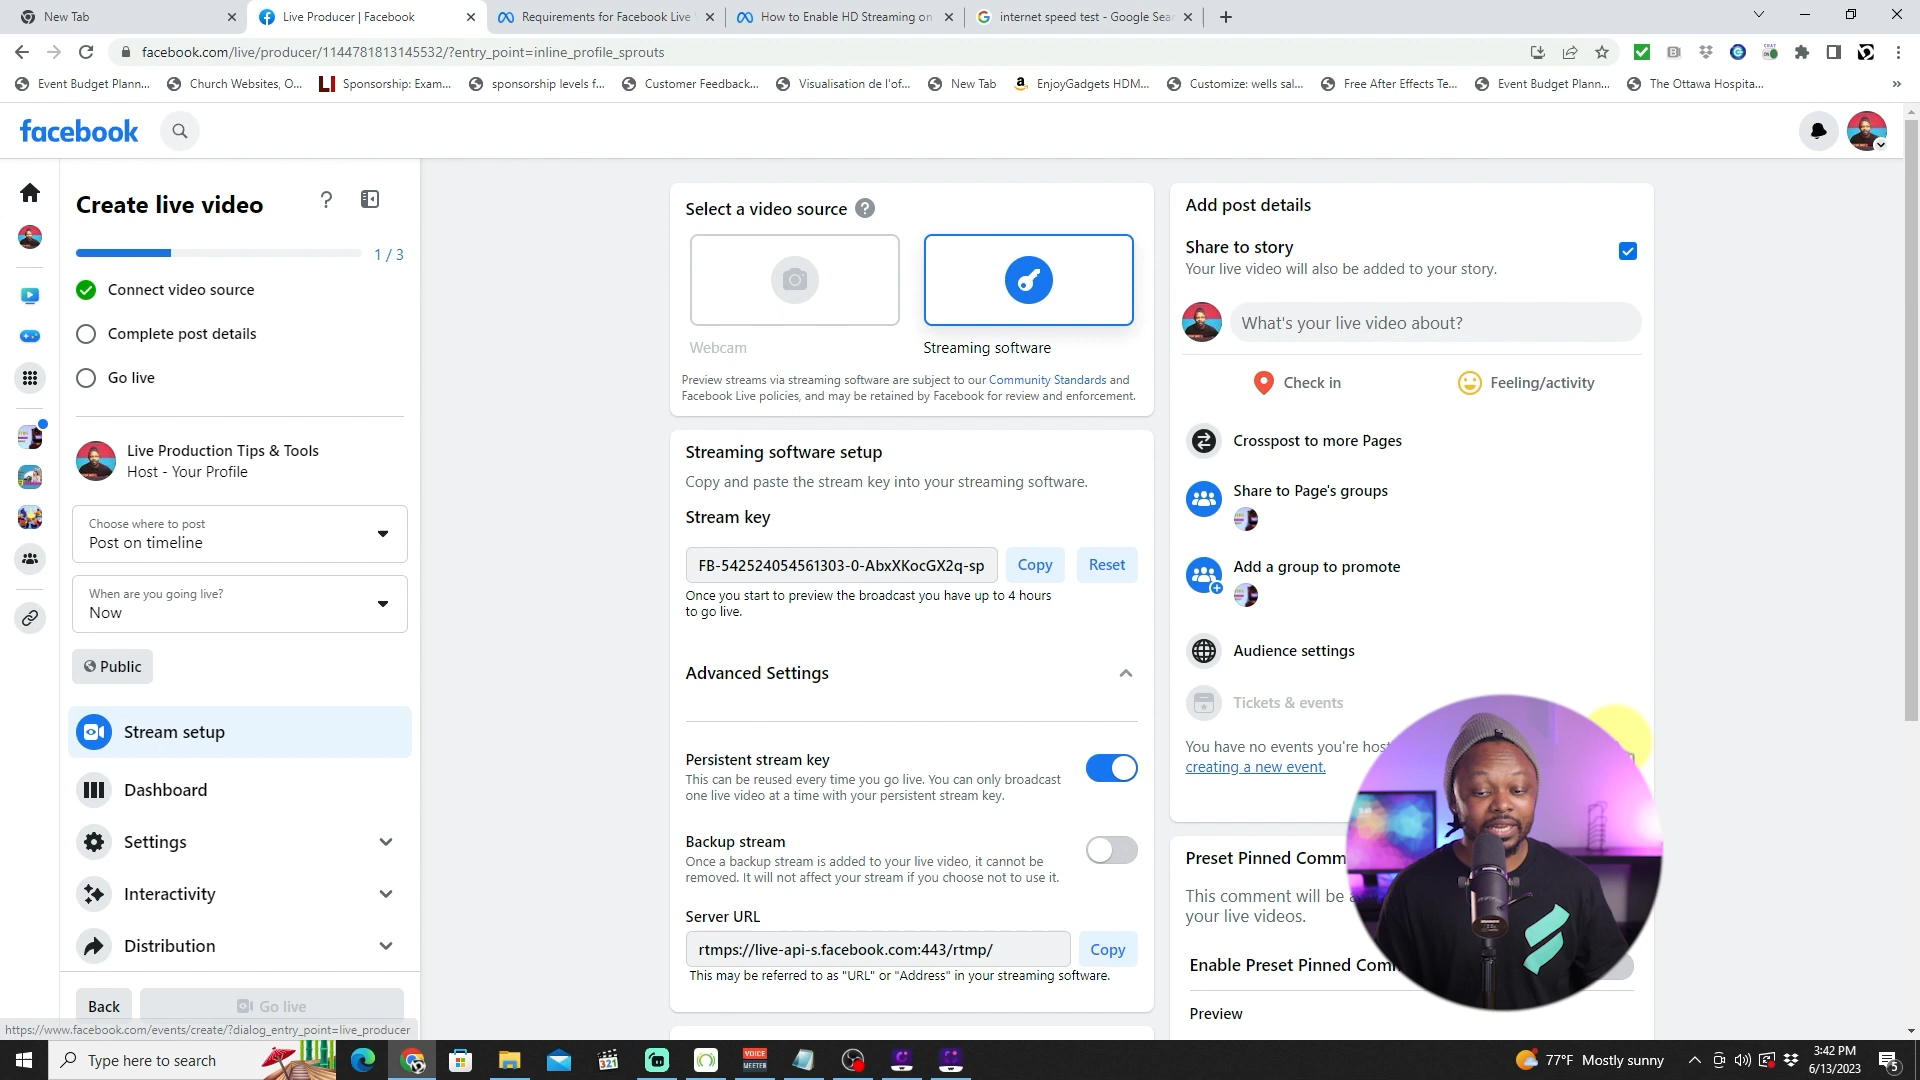 New Tab
Live Producer | Facebook
Requirements for Facebook Live
How to Enable HD Streaming on
internet speed test - Google Sea
facebook.com/live/producer/1144781813145532/?entry_point=inline_profile_sprouts
Event Budget Plann...
Church Websites, O...
Sponsorship: Exam...
sponsorship levels f...
Customer Feedback...
Visualisation de l'of...
New Tab
EnjoyGadgets HDM...
Customize: wells sal...
Free After Effects Te...
Event Budget Plann...
The Ottawa Hospita...
facebook
Create live video
1 / 3
Connect video source
Complete post details
Go live
Live Production Tips & Tools
Host - Your Profile
Choose where to post
Post on timeline
When are you going live?
Now
Public
Stream setup
Dashboard
Settings
Interactivity
Distribution
Back
Go live
https://www.facebook.com/events/create/?dialog_entry_point=live_producer
Select a video source
Webcam
Streaming software
Preview streams via streaming software are subject to our Community Standards and
Facebook Live policies, and may be retained by Facebook for review and enforcement.
Streaming software setup
Copy and paste the stream key into your streaming software.
Stream key
FB-542524054561303-0-AbxXKocGX2q-sp
Copy
Reset
Once you start to preview the broadcast you have up to 4 hours
to go live.
Advanced Settings
Persistent stream key
This can be reused every time you go live. You can only broadcast
one live video at a time with your persistent stream key.
Backup stream
Once a backup stream is added to your live video, it cannot be
removed. It will not affect your stream if you choose not to use it.
Server URL
rtmps://live-api-s.facebook.com:443/rtmp/
Copy
This may be referred to as "URL" or "Address" in your streaming software.
Add post details
Share to story
Your live video will also be added to your story.
What's your live video about?
Check in
Feeling/activity
Crosspost to more Pages
Share to Page's groups
Add a group to promote
Audience settings
Tickets & events
You have no events you're host
creating a new event.
Preset Pinned Comm
This comment will be a
your live videos.
Enable Preset Pinned Com
Preview
Type here to search
321
VOICE
MEETER
77°F Mostly sunny
3:42 PM
6/13/2023
5